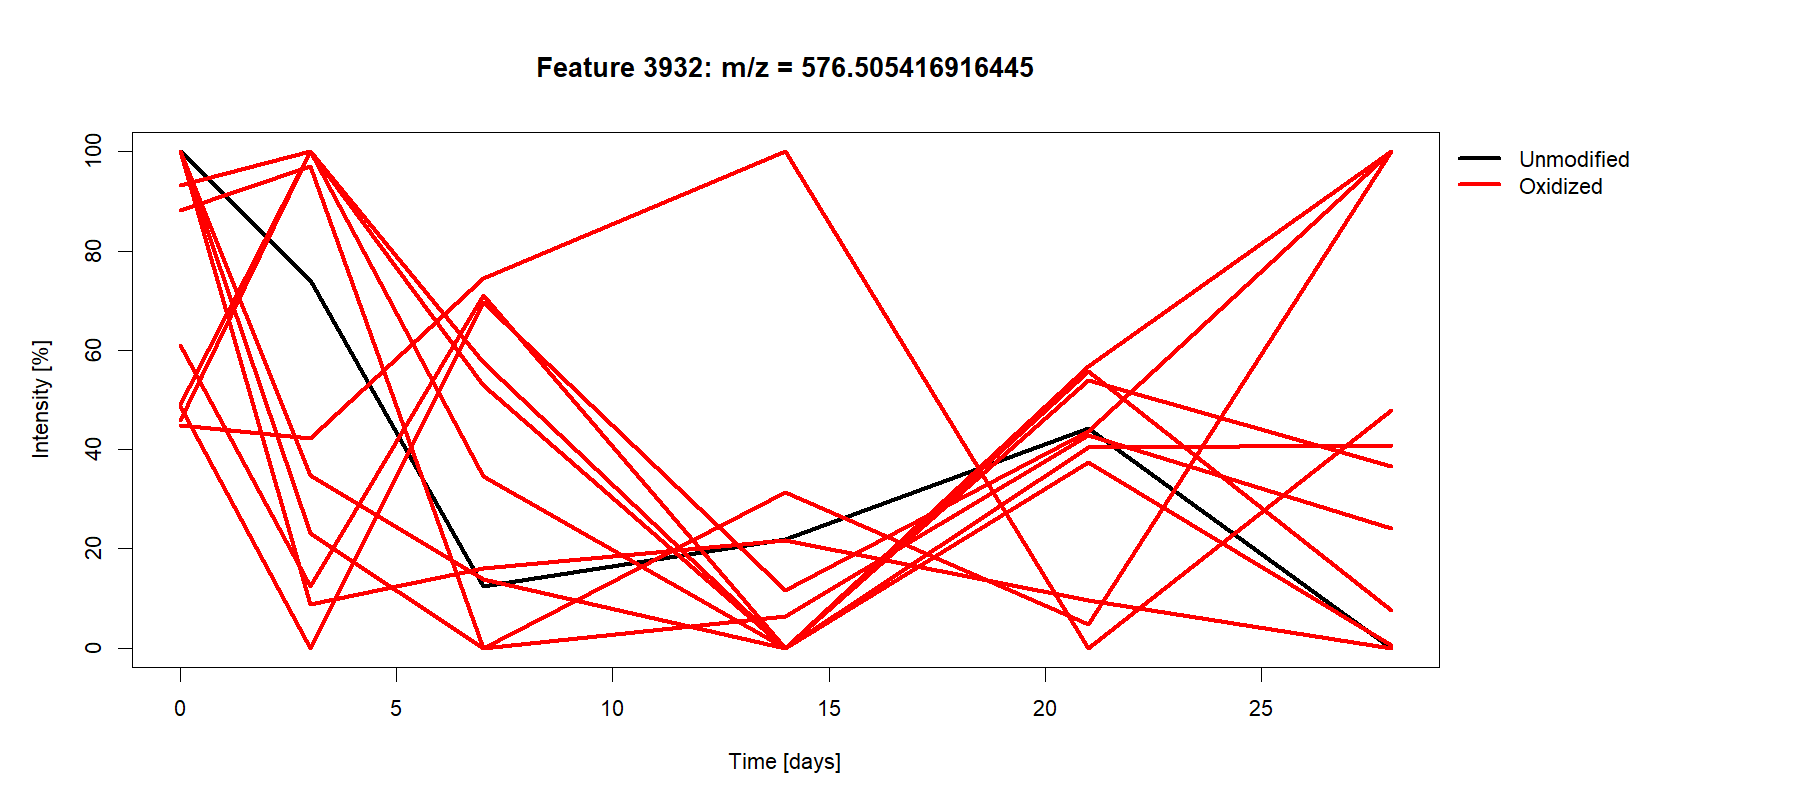 Feature 3932: m/z = 576.505416916445
Unmodified
Oxidized
Intensity [%]
100
80
60
40
20
0
0 5 10 15 20 25
Time [days]